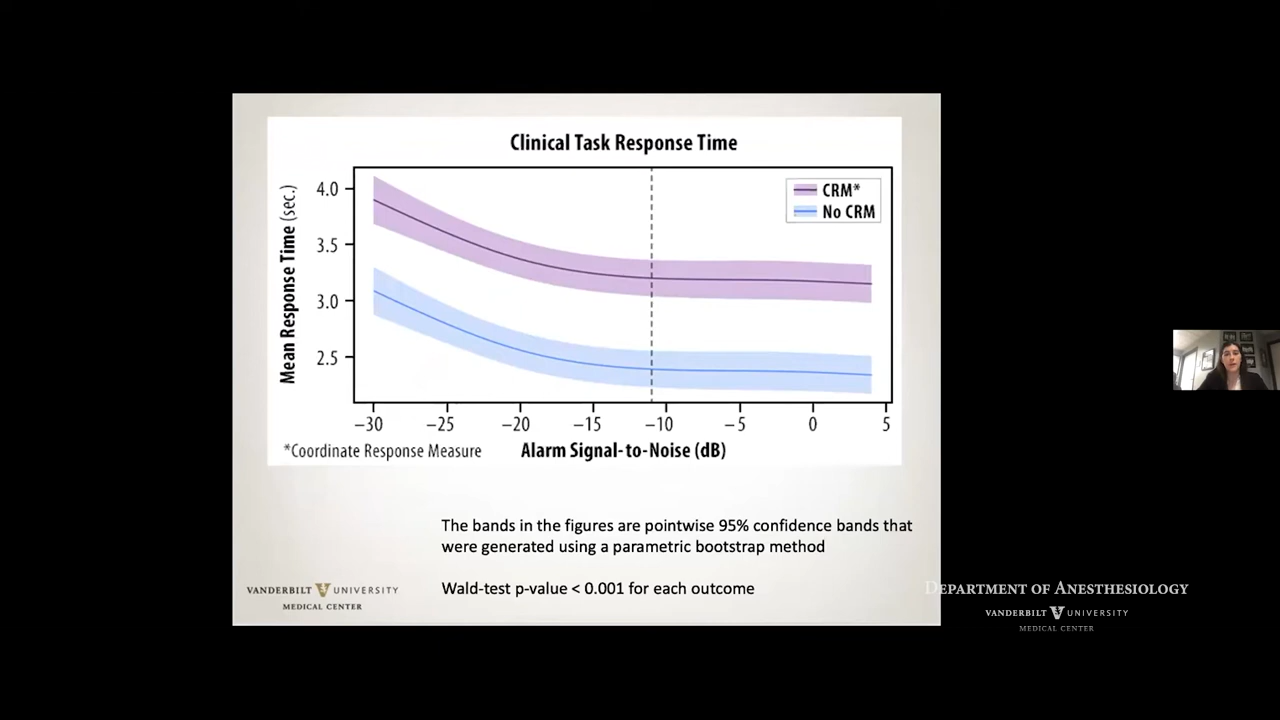 Clinical Task Response Time
Mean Response Time (sec.)
4.0
3.5
3.0
2.5
CRM*
No CRM
−30 −25 −20 −15 −10 −5 0 5
*Coordinate Response Measure
Alarm Signal-to-Noise (dB)
The bands in the figures are pointwise 95% confidence bands that
were generated using a parametric bootstrap method
Wald-test p-value < 0.001 for each outcome
VANDERBILT V UNIVERSITY
MEDICAL CENTER
DEPARTMENT OF ANESTHESIOLOGY
VANDERBILT V UNIVERSITY
MEDICAL CENTER